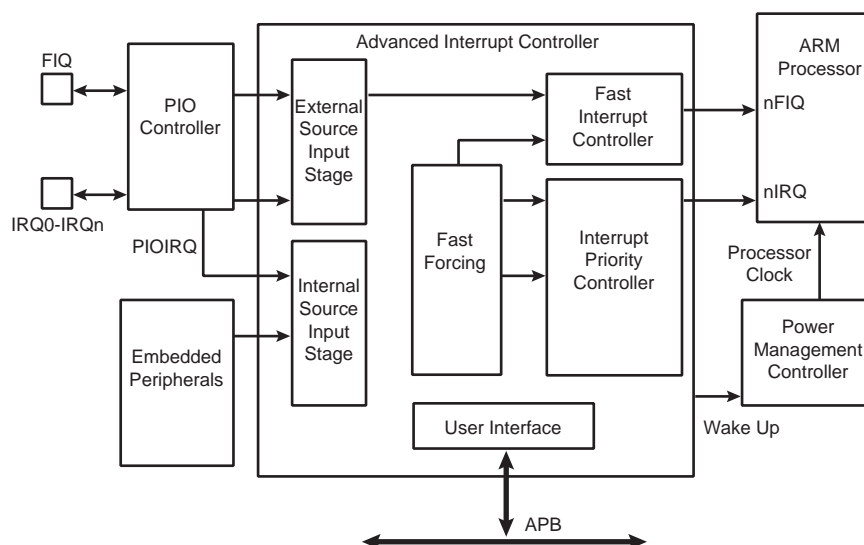 Advanced Interrupt Controller
FIQ
PIO
Controller
IRQ0-IRQn
PIOIRQ
Embedded
Peripherals
External
Source
Input
Stage
Internal
Source
Input
Stage
Fast
Forcing
Fast
Interrupt
Controller
Interrupt
Priority
Controller
User Interface
APB
ARM
Processor
nFIQ
nIRQ
Processor
Clock
Power
Management
Controller
Wake Up